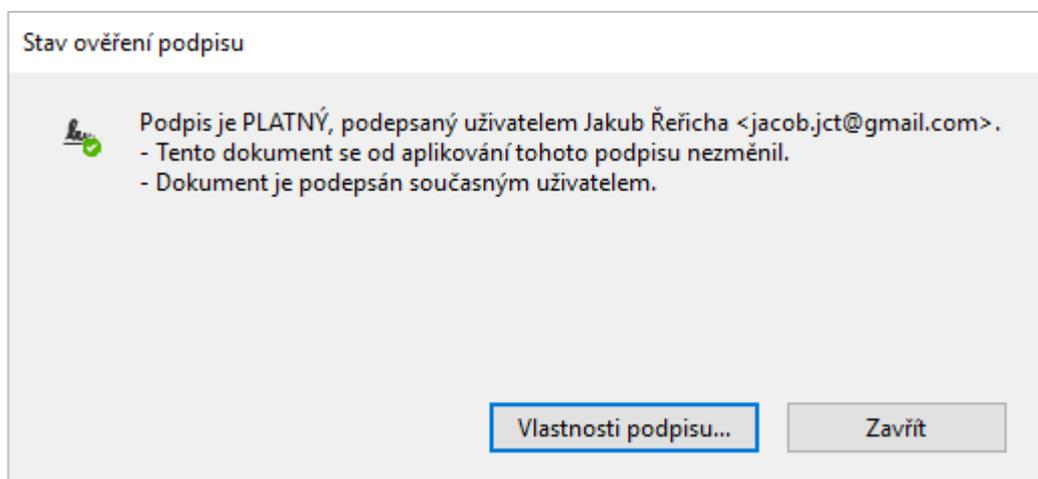 Stav ověření podpisu
Podpis je PLATNÝ, podepsaný uživatelem Jakub Řeřicha <jacob.jct@gmail.com>.
- Tento dokument se od aplikování tohoto podpisu nezměnil.
- Dokument je podepsán současným uživatelem.
Vlastnosti podpisu... Zavřít